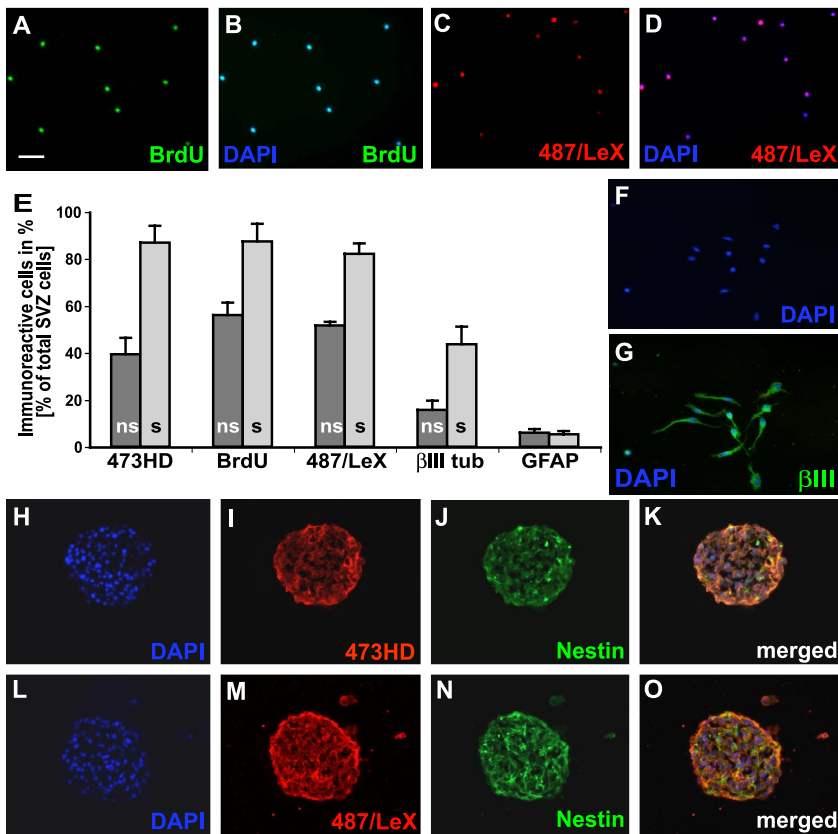 A
BrdU
B
DAPI BrdU
C
487/LeX
D
DAPI 487/LeX
E
Immunoreactive cells in %
[% of total SVZ cells]
100
80
60
40
20
0
ns s
ns s
ns s
ns s
473HD BrdU 487/LeX βIII tub GFAP
F
DAPI
G
DAPI βIII
H
DAPI
I
473HD
J
Nestin
K
merged
L
DAPI
M
487/LeX
N
Nestin
O
merged